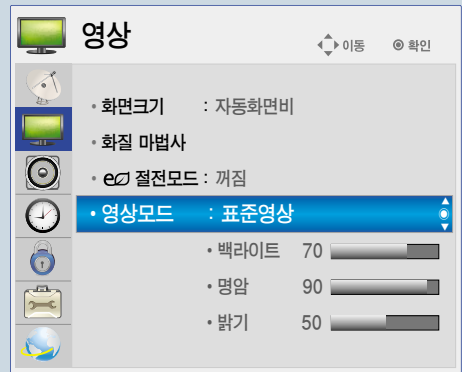 영상 이동 확인
• 화면크기 : 자동화면비
• 화질 마법사
• e 절전모드 : 꺼짐
• 영상모드 : 표준영상
• 백라이트 70
• 명암 90
• 밝기 50